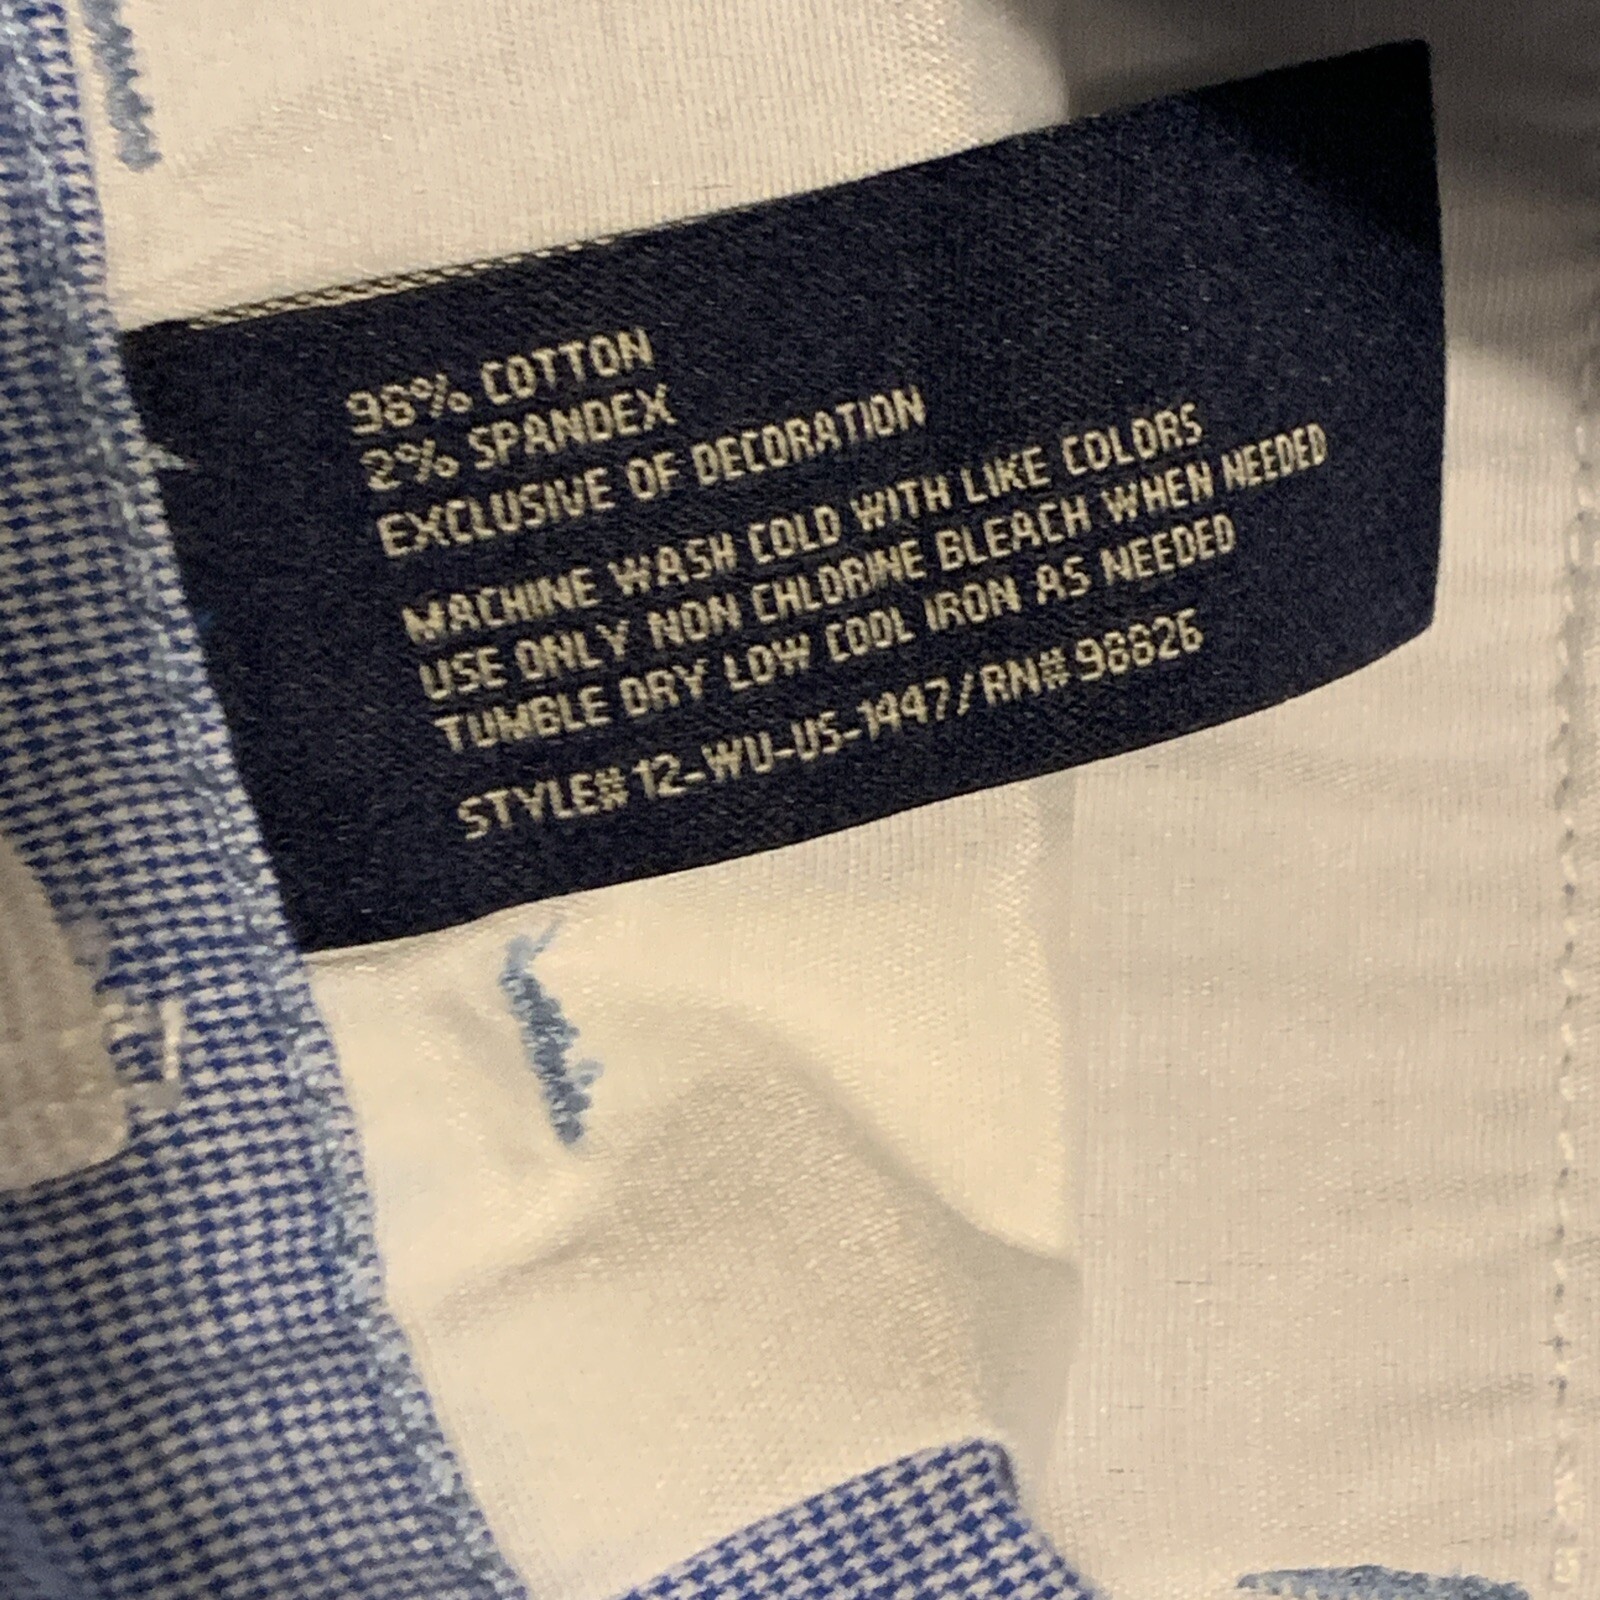 98% COTTON
2% SPANDEX
EXCLUSIVE OF DECORATION
MACHINE WASH COLD WITH LIKE COLORS
USE ONLY NON CHLORINE BLEACH WHEN NEEDED
TUMBLE DRY LOW COOL IRON AS NEEDED
STYLE# 12-WU-US-1447/RN# 98826